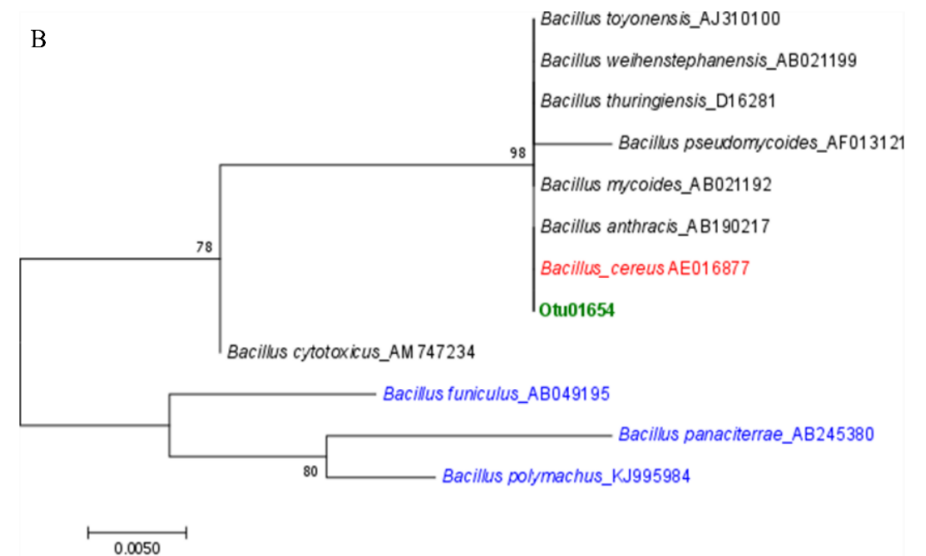 B
Bacillus toyonensis_AJ310100
Bacillus weihenstephanensis_AB021199
Bacillus thuringiensis_D16281
98
Bacillus pseudomycoides_AF013121
Bacillus mycoides_AB021192
Bacillus anthracis_AB190217
78
Bacillus_cereus AE016877
Otu01654
Bacillus cytotoxicus_AM747234
Bacillus funiculus_AB049195
Bacillus panaciterrae_AB245380
80
Bacillus polymachus_KJ995984
0.0050